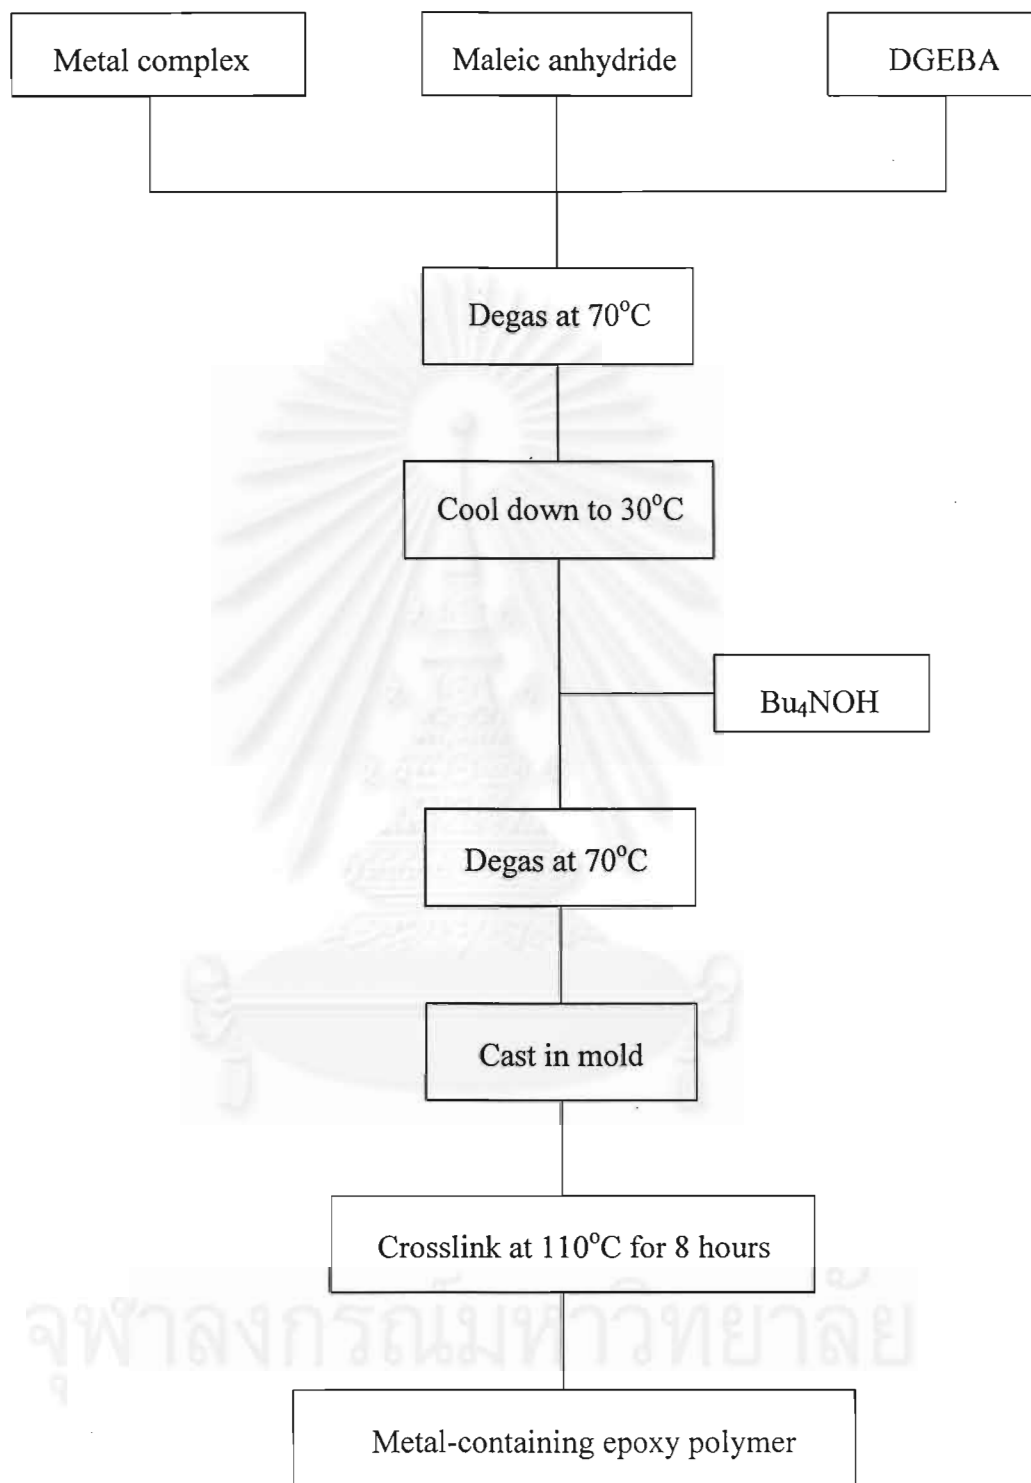 Metal complex
Maleic anhydride
DGEBA
Degas at 70°C
Cool down to 30°C
Bu₄NOH
Degas at 70°C
Cast in mold
Crosslink at 110°C for 8 hours
จุฬาลงกรณ์มหาวิทยาลัย
Metal-containing epoxy polymer